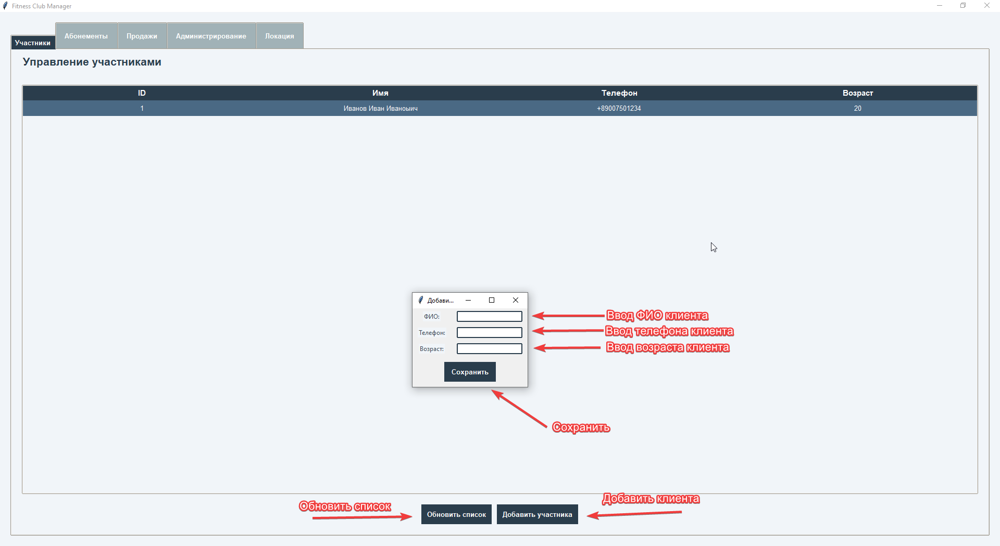 Fitness Club Manager
Участники Абонементы Продажи Администрирование Локация
Управление участниками
ID Имя Телефон Возраст
1 Иванов Иван Иваноыич +89007501234 20
Добави...
ФИО: Ввод ФИО клиента
Телефон: Ввод телефона клиента
Возраст: Ввод возраста клиента
Сохранить
Сохранить
Добавить клиента
Обновить список
Обновить список Добавить участника